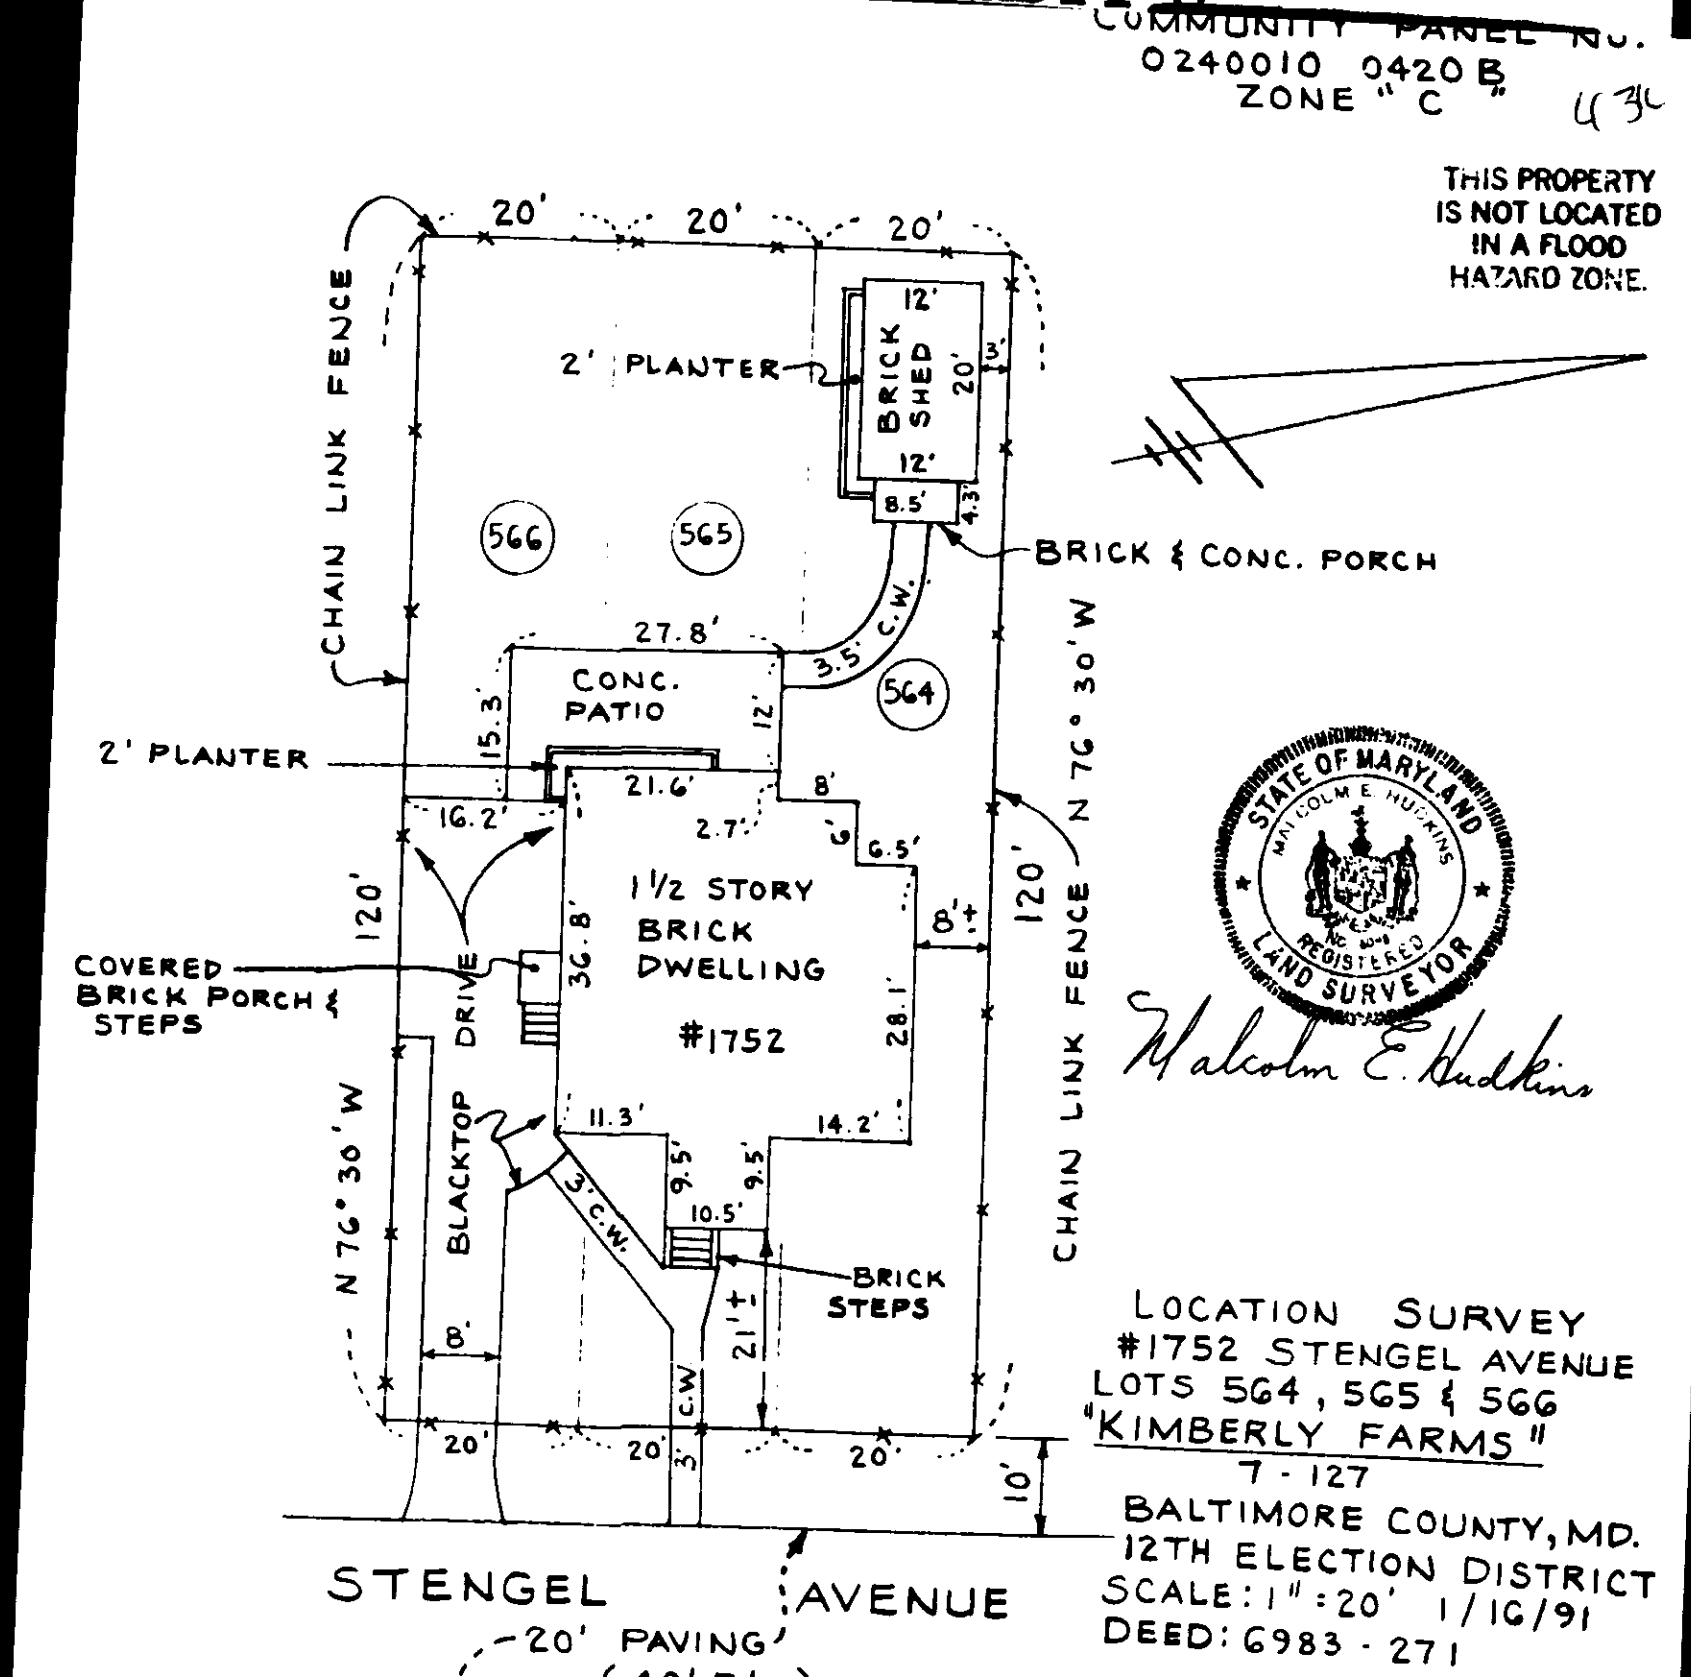 COMMUNITY PANEL NO.
0240010 0420 B
ZONE "C"
THIS PROPERTY
IS NOT LOCATED
IN A FLOOD
HAZARD ZONE.
20' 20' 20'
CHAIN LINK FENCE
12'
BRICK
SHED
20'
3'
2' PLANTER
12'
8.5'
4.3'
566
565
BRICK & CONC. PORCH
3.5' C.W.
564
27.8'
CONC.
PATIO
15.3'
12'
2' PLANTER
21.6'
8'
16.2'
2.7'
6'
6.5'
120'
1 1/2 STORY
BRICK
DWELLING
#1752
36.8'
28.1'
8'±
120'
N 76° 30' W
CHAIN LINK FENCE
COVERED
BRICK PORCH &
STEPS
BLACKTOP DRIVE
N 76° 30' W
11.3'
14.2'
9.5'
9.5'
10.5'
3' C.W.
BRICK
STEPS
21'±
8'
C.W
20' 20' 20'
3'
10'
STATE OF MARYLAND
MALCOLM E. HUDKINS
REGISTERED
LAND SURVEYOR
Malcolm E. Hudkins
LOCATION SURVEY
#1752 STENGEL AVENUE
LOTS 564, 565 & 566
"KIMBERLY FARMS"
7 - 127
BALTIMORE COUNTY, MD.
12TH ELECTION DISTRICT
SCALE: 1" = 20' 1/16/91
DEED: 6983 - 271
STENGEL AVENUE
20' PAVING